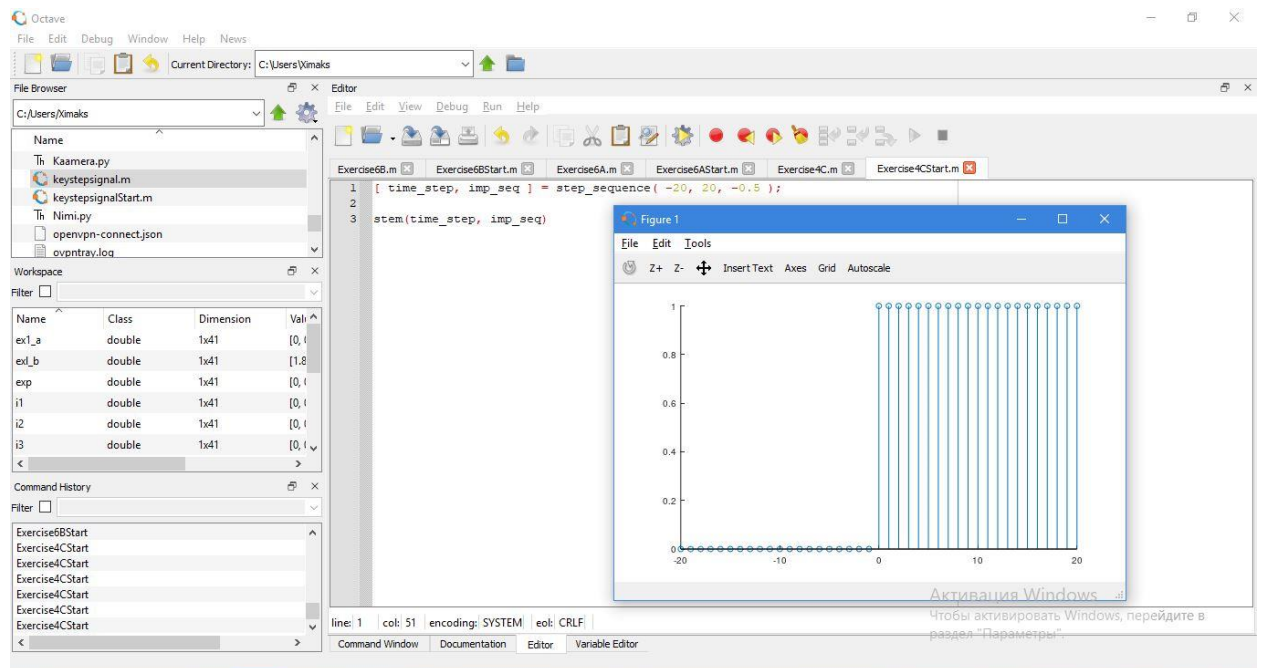 Octave
File Edit Debug Window Help News
Current Directory: C:\Users\Ximaks
File Browser
C:/Users/Ximaks
Name
Kaamera.py
keystepsignal.m
keystepsignalStart.m
Nimi.py
openvpn-connect.json
ovpntray.log
Workspace
Filter
Name Class Dimension
ex1_a double 1x41 [0,
exl_b double 1x41 [1.8
exp double 1x41 [0,
i1 double 1x41 [0,
i2 double 1x41 [0,
i3 double 1x41 [0,
Command History
Filter
Exercise6BStart
Exercise4CStart
Exercise4CStart
Exercise4CStart
Exercise4CStart
Exercise4CStart
Exercise4CStart
Editor
File Edit View Debug Run Help
Exercise6B.m Exercise6BStart.m Exercise6A.m Exercise6AStart.m Exercise4C.m Exercise4CStart.m
1 [ time_step, imp_seq ] = step_sequence( -20, 20, -0.5 );
2
3 stem(time_step, imp_seq)
Figure 1
File Edit Tools
Z+ Z- Insert Text Axes Grid Autoscale
1
0.8
0.6
0.4
0.2
0
-20 -10 0 10 20
Активация Windows
Чтобы активировать Windows, перейдите в
раздел "Параметры".
line: 1 col: 51 encoding: SYSTEM eol: CRLF
Command Window Documentation Editor Variable Editor